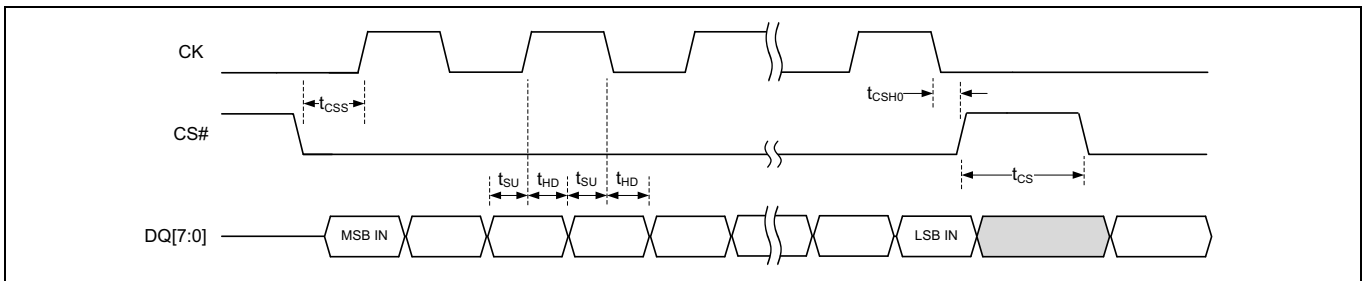 CK
tCSH0
tCSS
CS#
tCS
tSU tHD tSU tHD
DQ[7:0]
MSB IN
LSB IN